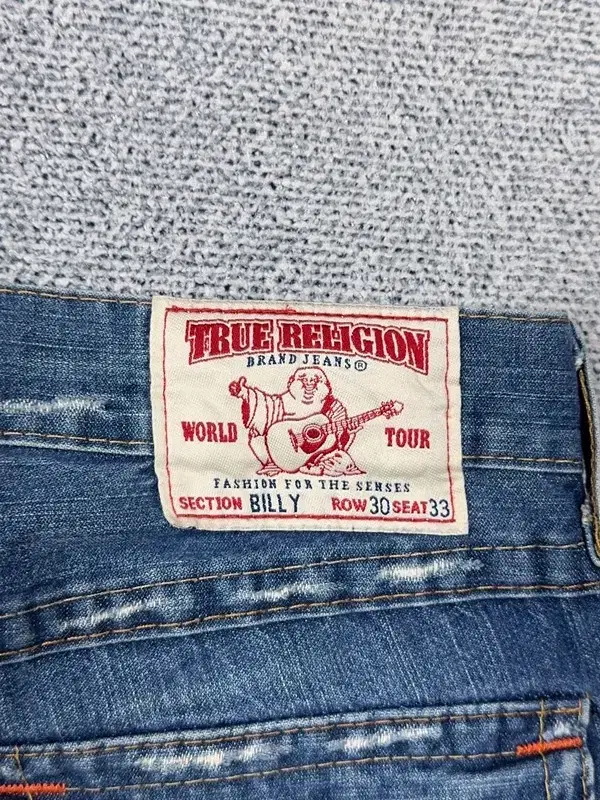 TRUE RELIGION
BRAND JEANS®
WORLD TOUR
FASHION FOR THE SENSES
SECTION BILLY ROW 30 SEAT 33